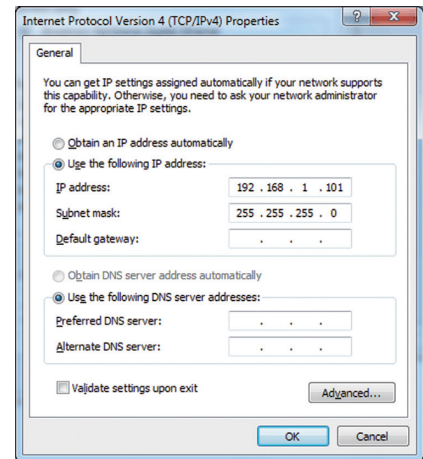 Internet Protocol Version 4 (TCP/IPv4) Properties
General
You can get IP settings assigned automatically if your network supports
this capability. Otherwise, you need to ask your network administrator
for the appropriate IP settings.
Obtain an IP address automatically
Use the following IP address:
IP address: 192 . 168 . 1 . 101
Subnet mask: 255 . 255 . 255 . 0
Default gateway: . . .
Obtain DNS server address automatically
Use the following DNS server addresses:
Preferred DNS server: . . .
Alternate DNS server: . . .
Validate settings upon exit
Advanced...
OK Cancel